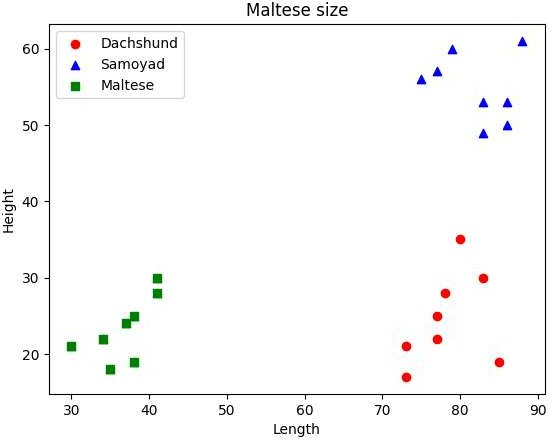 Maltese size
Dachshund
Samoyad
Maltese
60
50
40
30
20
Height
30 40 50 60 70 80 90
Length